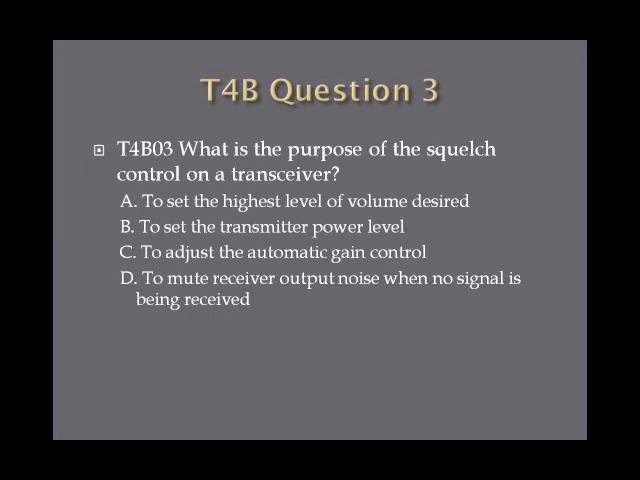 T4B Question 3
T4B03 What is the purpose of the squelch
control on a transceiver?
A. To set the highest level of volume desired
B. To set the transmitter power level
C. To adjust the automatic gain control
D. To mute receiver output noise when no signal is
being received